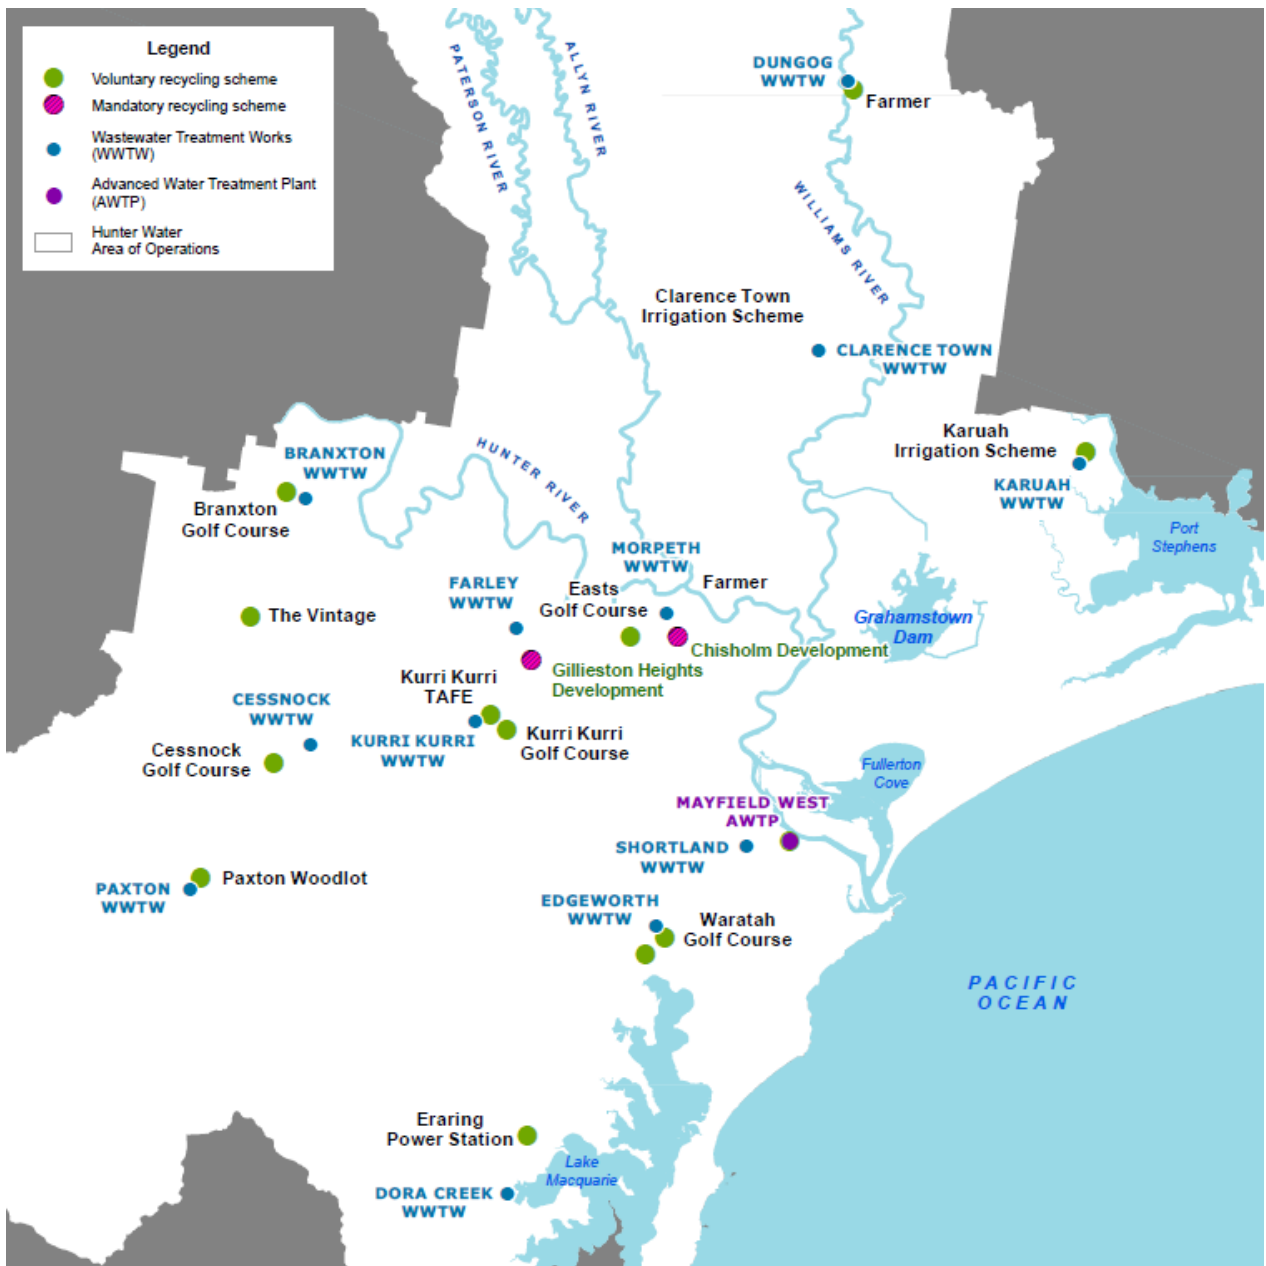 Legend
Voluntary recycling scheme
Mandatory recycling scheme
Wastewater Treatment Works
(WWTW)
Advanced Water Treatment Plant
(AWTP)
Hunter Water
Area of Operations
PATERSON RIVER
ALLYN RIVER
DUNGOG
WWTW
Farmer
WILLIAMS RIVER
Clarence Town
Irrigation Scheme
CLARENCE TOWN
WWTW
Karuah
Irrigation Scheme
KARUAH
WWTW
Port
Stephens
BRANXTON
WWTW
Branxton
Golf Course
HUNTER RIVER
MORPETH
WWTW
Farmer
FARLEY
WWTW
Easts
Golf Course
The Vintage
Grahamstown
Dam
Chisholm Development
Gillieston Heights
Development
Kurri Kurri
TAFE
CESSNOCK
WWTW
KURRI KURRI
WWTW
Kurri Kurri
Golf Course
Cessnock
Golf Course
Fullerton
Cove
MAYFIELD WEST
AWTP
SHORTLAND
WWTW
PAXTON
WWTW
Paxton Woodlot
EDGEWORTH
WWTW
Waratah
Golf Course
PACIFIC
OCEAN
Eraring
Power Station
Lake
Macquarie
DORA CREEK
WWTW